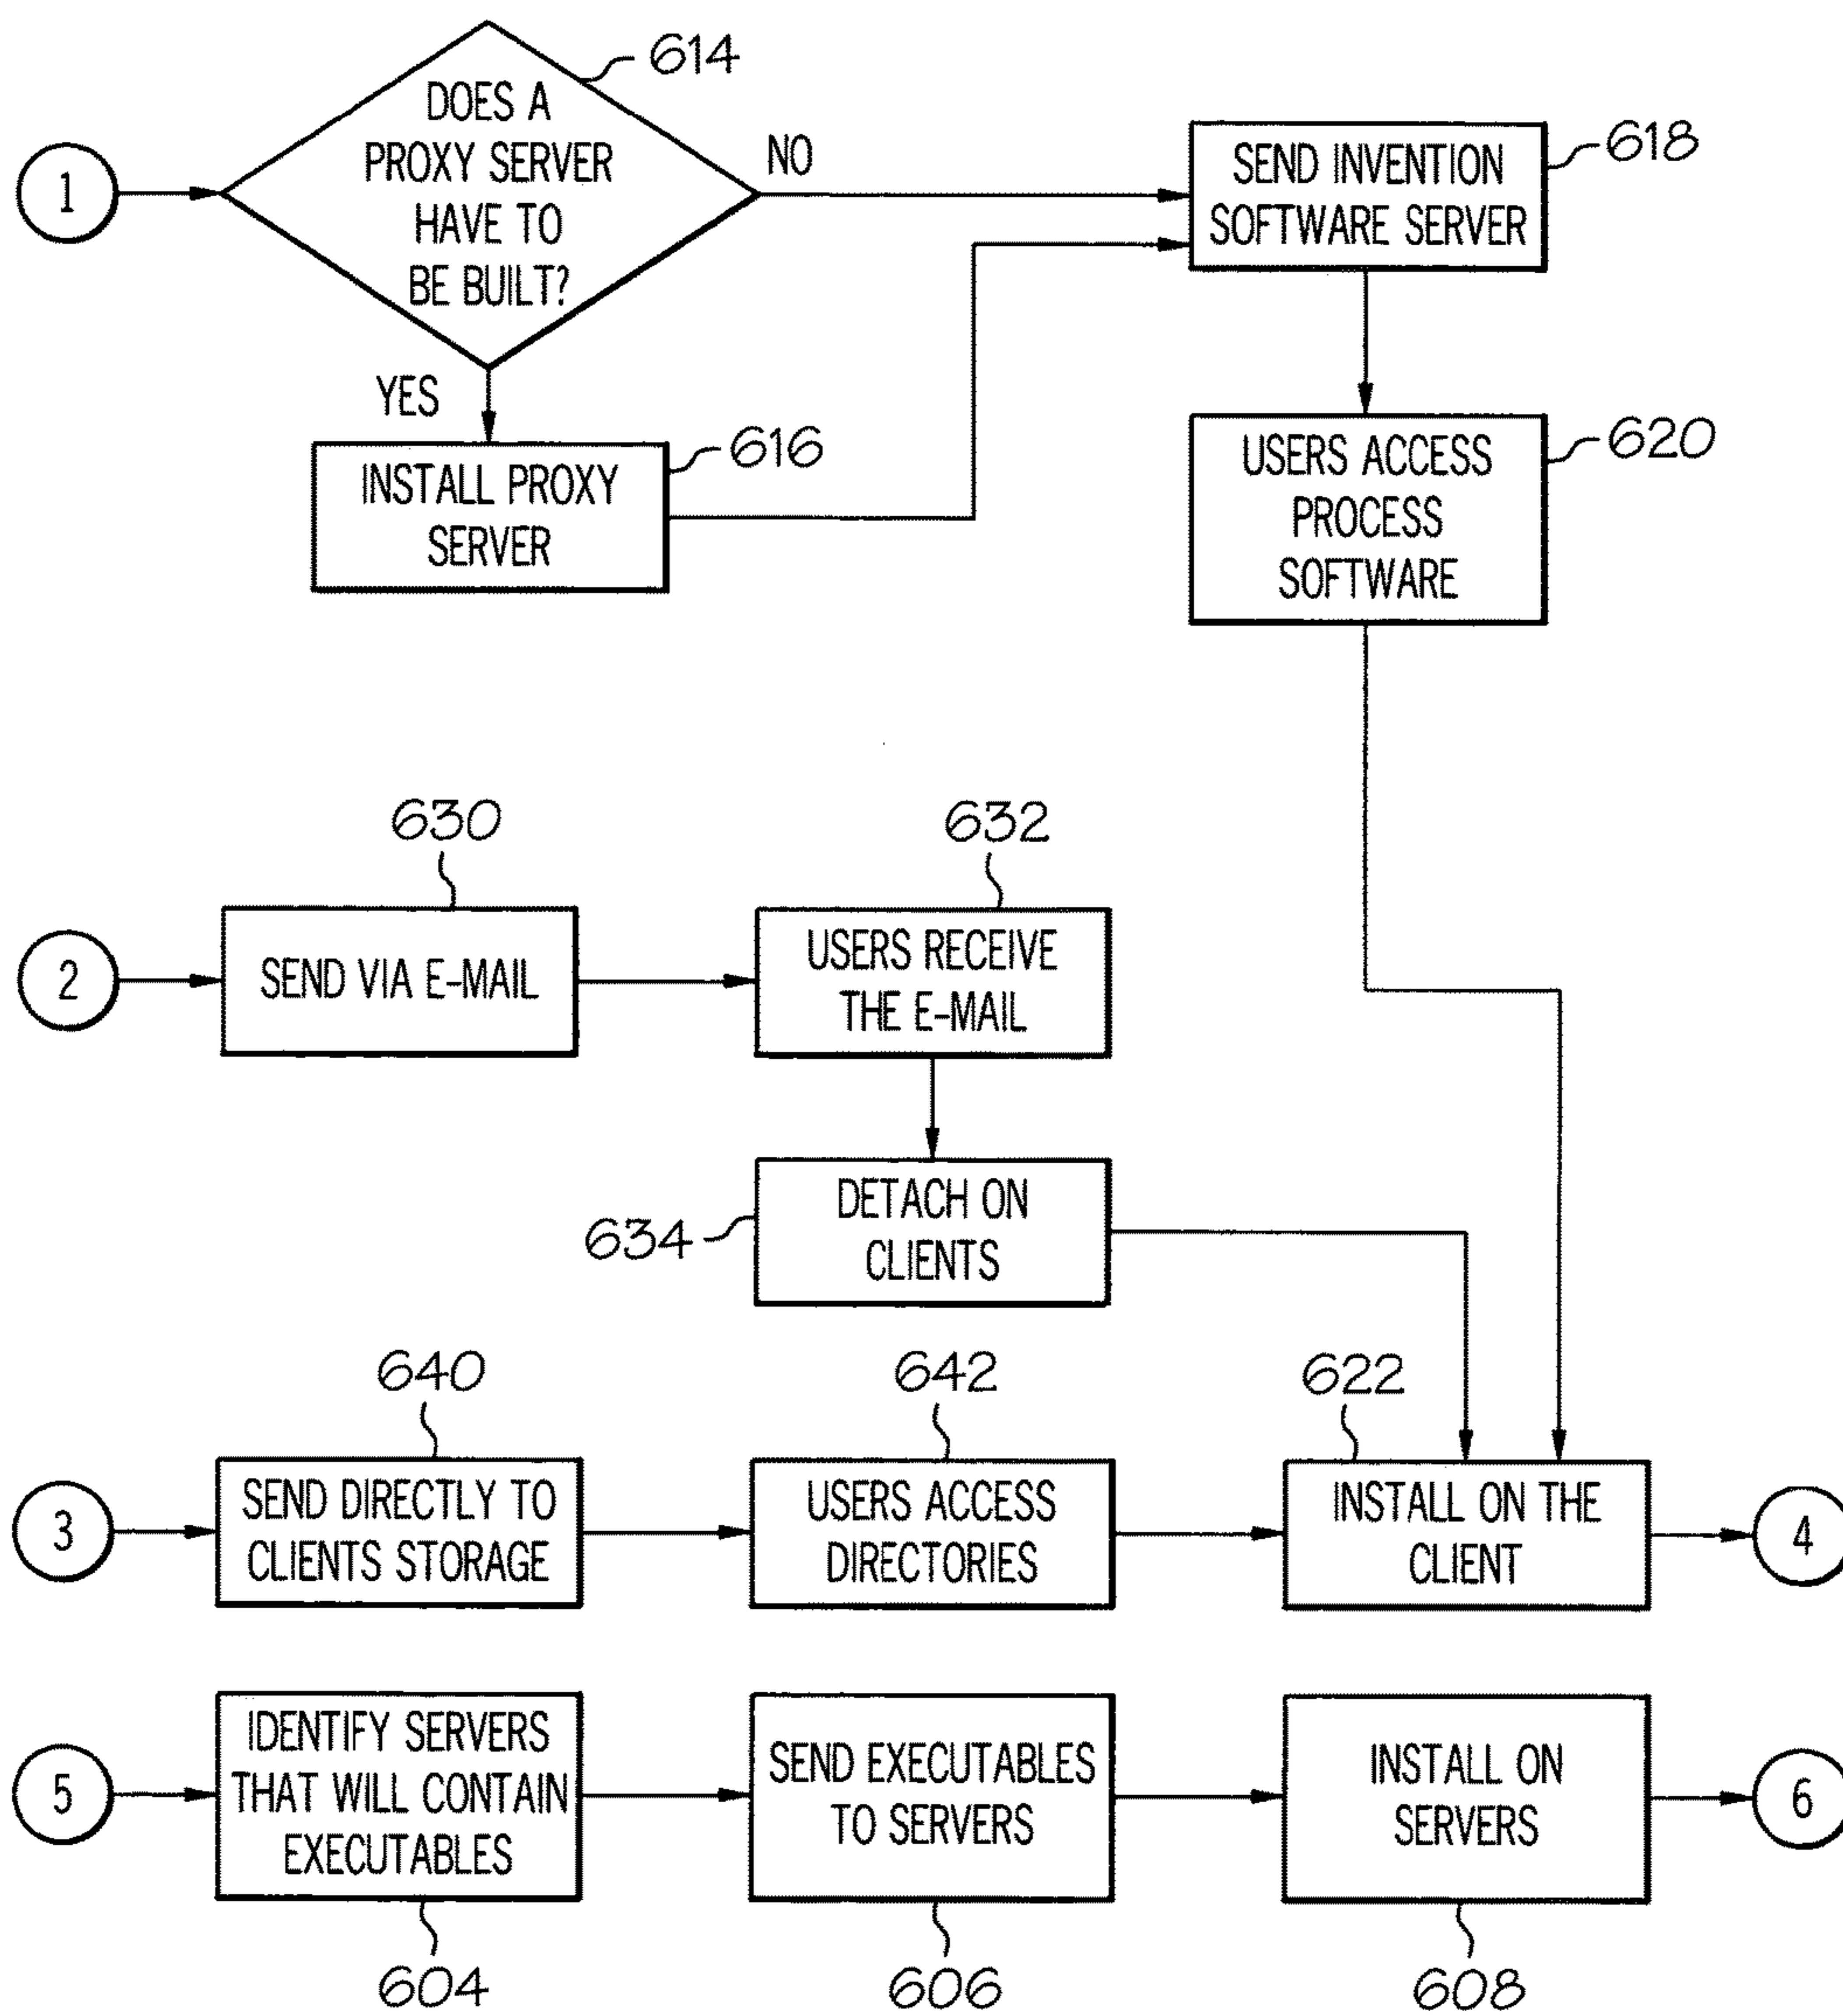 614
DOES A
PROXY SERVER
HAVE TO
BE BUILT?
1
NO
YES
SEND INVENTION
SOFTWARE SERVER
618
INSTALL PROXY
SERVER
616
USERS ACCESS
PROCESS
SOFTWARE
620
630
632
2
SEND VIA E-MAIL
USERS RECEIVE
THE E-MAIL
DETACH ON
CLIENTS
634
640
642
622
3
SEND DIRECTLY TO
CLIENTS STORAGE
USERS ACCESS
DIRECTORIES
INSTALL ON THE
CLIENT
4
5
IDENTIFY SERVERS
THAT WILL CONTAIN
EXECUTABLES
SEND EXECUTABLES
TO SERVERS
INSTALL ON
SERVERS
6
604
606
608